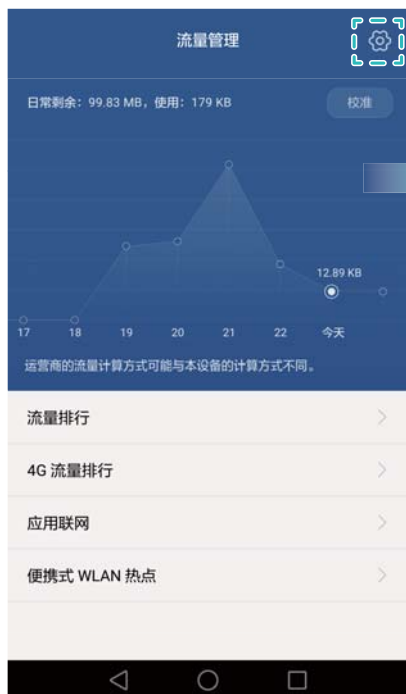 流量管理
日常剩余：99.83 MB，使用：179 KB
校准
12.89 KB
17 18 19 20 21 22 今天
运营商的流量计算方式可能与本设备的计算方式不同。
流量排行
4G 流量排行
应用联网
便携式 WLAN 热点